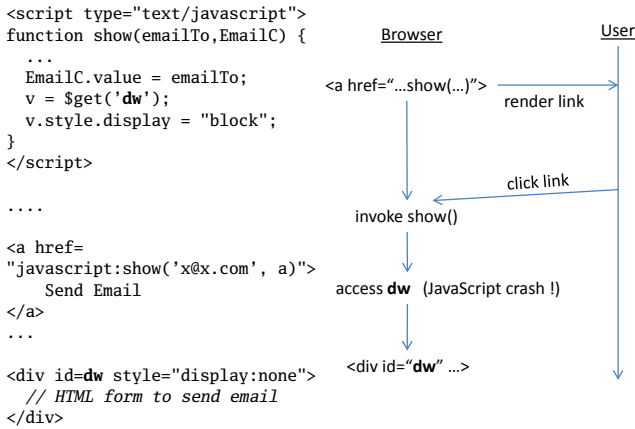 <script type="text/javascript">
function show(emailTo,EmailC) {
...
EmailC.value = emailTo;
v = $get('dw');
v.style.display = "block";
}
</script>
....
<a href=
"javascript:show('x@x.com', a)">
Send Email
</a>
...
<div id=dw style="display:none">
// HTML form to send email
</div>
Browser
User
<a href=“...show(...)”>
render link
click link
invoke show()
access dw (JavaScript crash !)
<div id=“dw” ...>